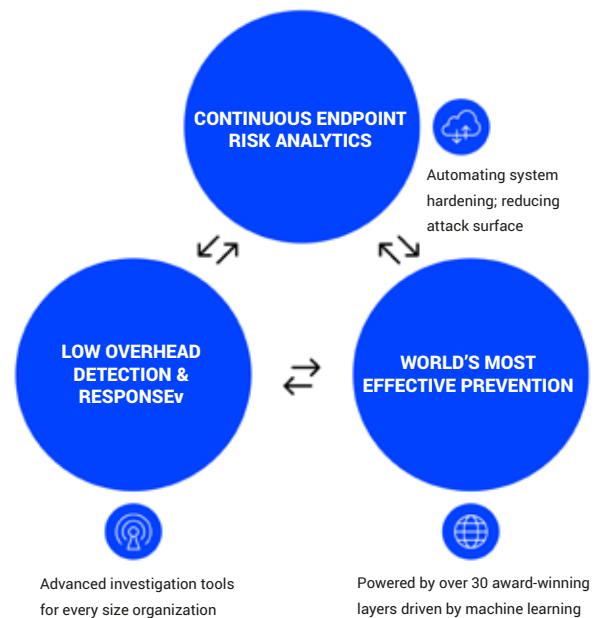 CONTINUOUS ENDPOINT
RISK ANALYTICS
Automating system
hardening; reducing
attack surface
LOW OVERHEAD
DETECTION &
RESPONSEv
WORLD'S MOST
EFFECTIVE PREVENTION
Advanced investigation tools
for every size organization
Powered by over 30 award-winning
layers driven by machine learning